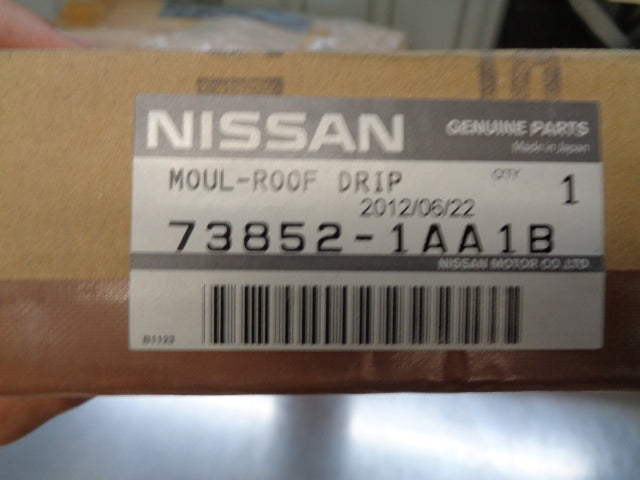 NISSAN GENUINE PARTS
Made in Japan
MOUL-ROOF DRIP QTY 1
2012/06/22
73852-1AA1B
NISSAN MOTOR CO.,LTD
B1123